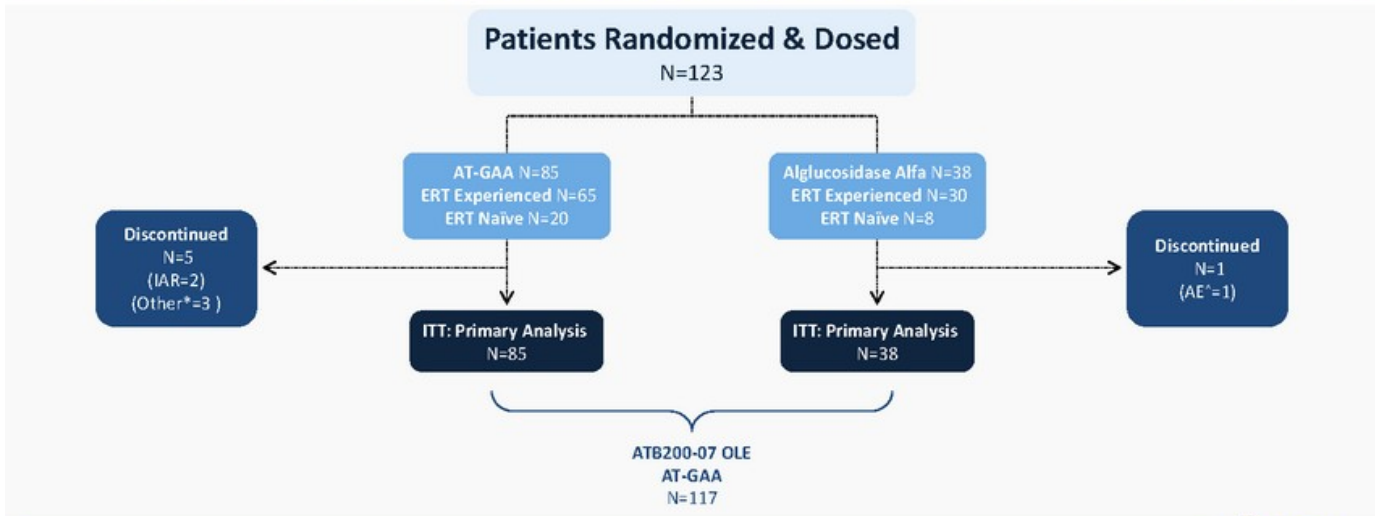 Patients Randomized & Dosed
N=123
AT-GAA N=85
ERT Experienced N=65
ERT Naïve N=20
Alglucosidase Alfa N=38
ERT Experienced N=30
ERT Naïve N=8
Discontinued
N=5
(IAR=2)
(Other*=3 )
Discontinued
N=1
(AE^=1)
ITT: Primary Analysis
N=85
ITT: Primary Analysis
N=38
ATB200-07 OLE
AT-GAA
N=117